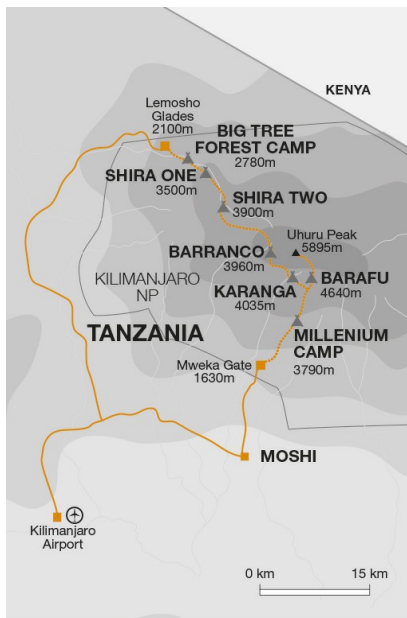 KENYA
Lemosho
Glades
2100m
BIG TREE
FOREST CAMP
2780m
SHIRA ONE
3500m
SHIRA TWO
3900m
Uhuru Peak
5895m
BARRANCO
3960m
KILIMANJARO
NP
KARANGA
4035m
BARAFU
4640m
TANZANIA
MILLENIUM
CAMP
3790m
Mweka Gate
1630m
MOSHI
Kilimanjaro
Airport
0 km
15 km